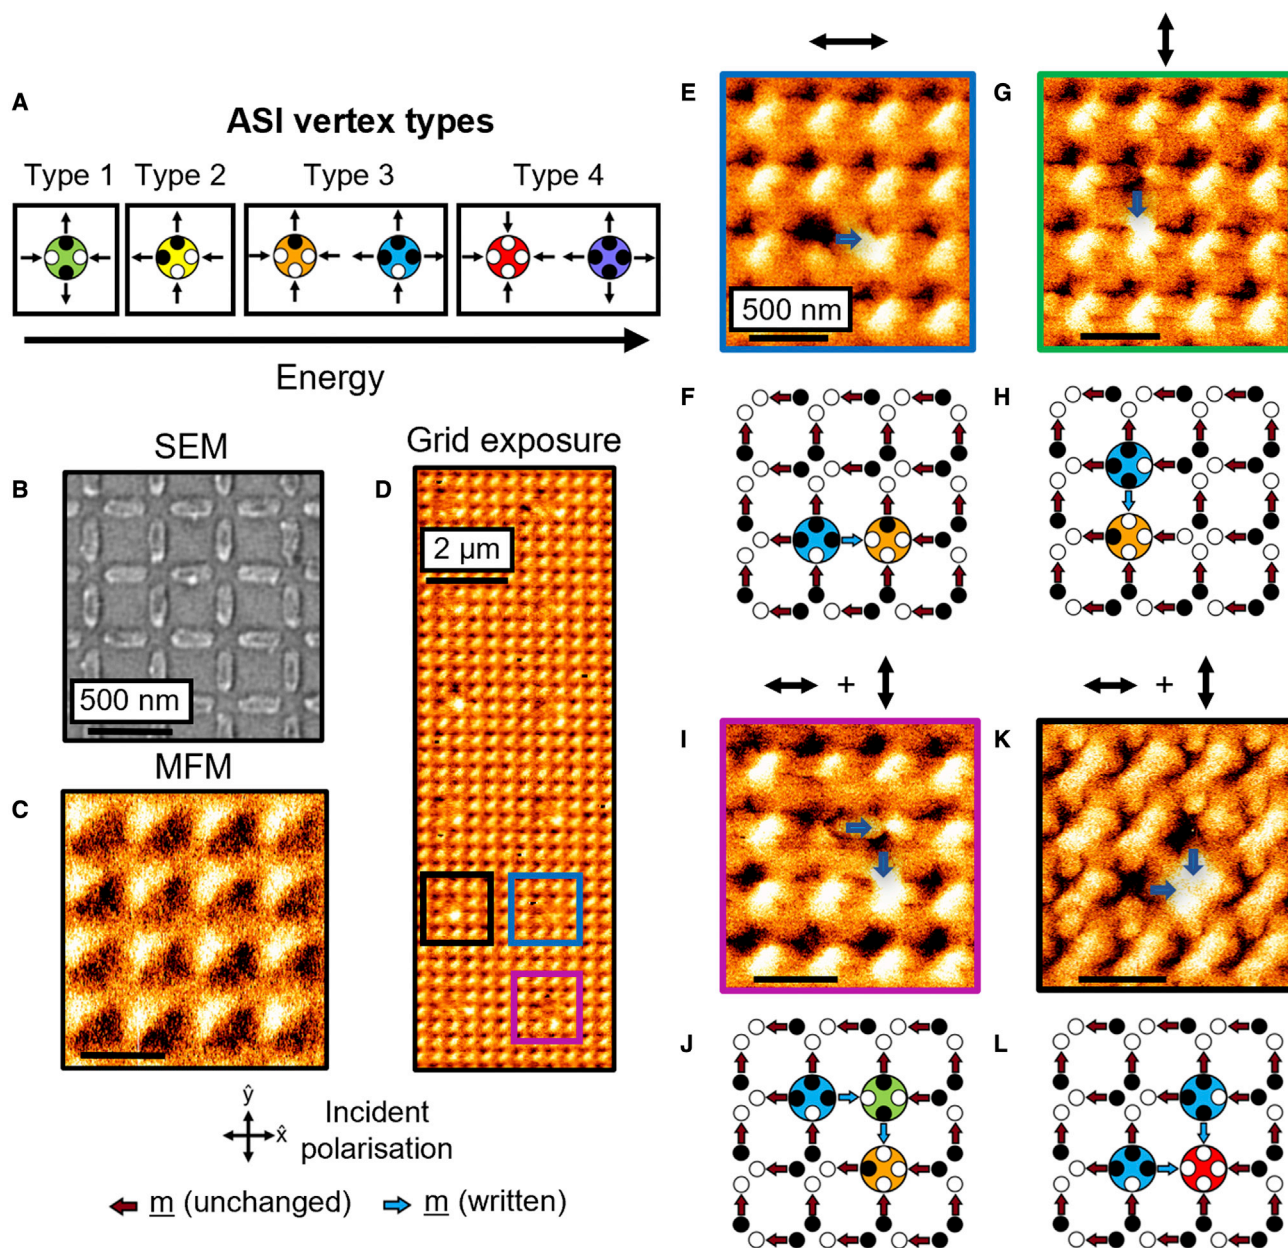 A
ASI vertex types
Type 1 Type 2 Type 3 Type 4
Energy
SEM
B
500 nm
MFM
C
Grid exposure
D
2 µm
ŷ
x̂
Incident
polarisation
m (unchanged) m (written)
E
500 nm
G
F
H
+
+
I
K
J
L